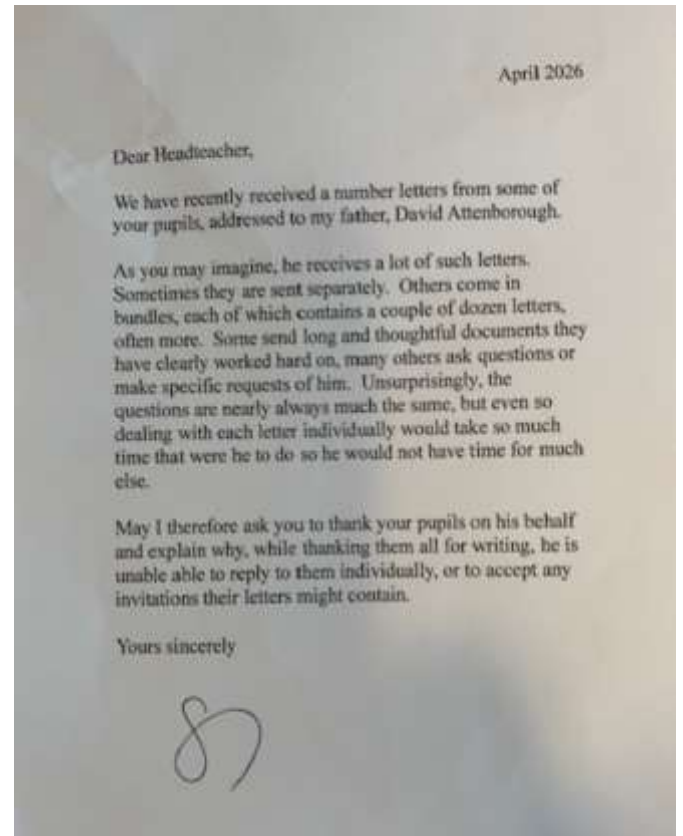 April 2026
Dear Headteacher,
We have recently received a number letters from some of
your pupils, addressed to my father, David Attenborough.
As you may imagine, he receives a lot of such letters.
Sometimes they are sent separately. Others come in
bundles, each of which contains a couple of dozen letters,
often more. Some send long and thoughtful documents they
have clearly worked hard on, many others ask questions or
make specific requests of him. Unsurprisingly, the
questions are nearly always much the same, but even so
dealing with each letter individually would take so much
time that were he to do so he would not have time for much
else.
May I therefore ask you to thank your pupils on his behalf
and explain why, while thanking them all for writing, he is
unable able to reply to them individually, or to accept any
invitations their letters might contain.
Yours sincerely